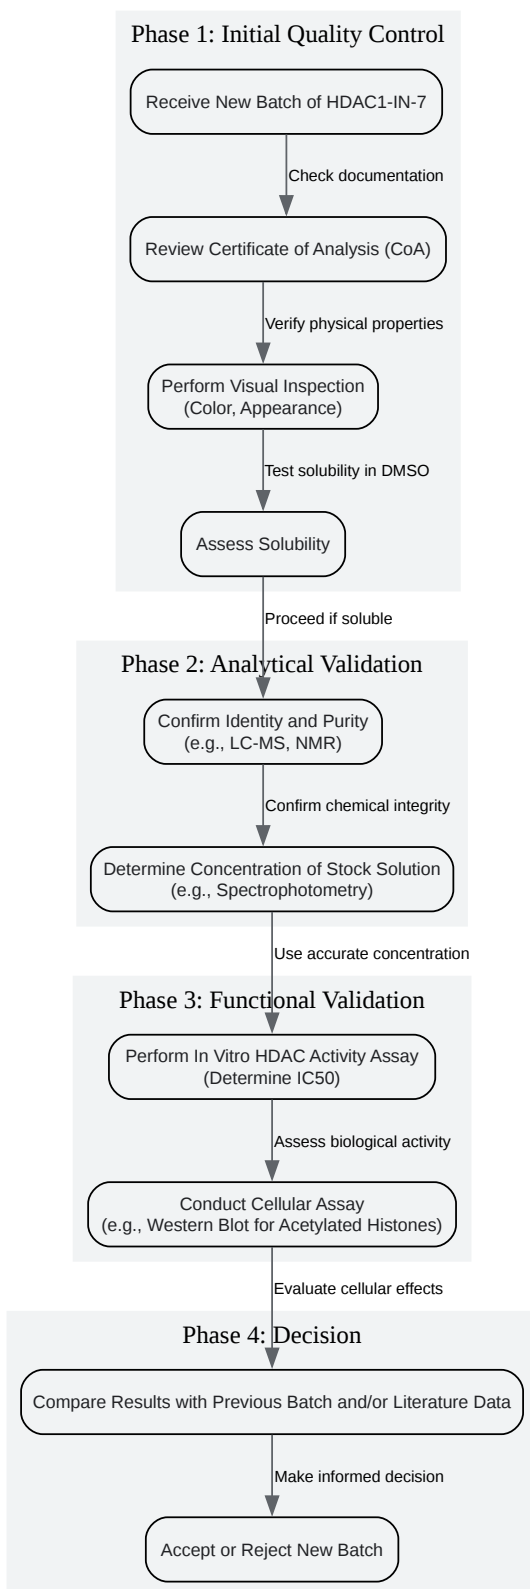 Phase 1: Initial Quality Control
Receive New Batch of HDAC1-IN-7
Check documentation
Review Certificate of Analysis (CoA)
Verify physical properties
Perform Visual Inspection
(Color, Appearance)
Test solubility in DMSO
Assess Solubility
Proceed if soluble
Phase 2: Analytical Validation
Confirm Identity and Purity
(e.g., LC-MS, NMR)
Confirm chemical integrity
Determine Concentration of Stock Solution
(e.g., Spectrophotometry)
Use accurate concentration
Phase 3: Functional Validation
Perform In Vitro HDAC Activity Assay
(Determine IC50)
Assess biological activity
Conduct Cellular Assay
(e.g., Western Blot for Acetylated Histones)
Evaluate cellular effects
Phase 4: Decision
Compare Results with Previous Batch and/or Literature Data
Make informed decision
Accept or Reject New Batch